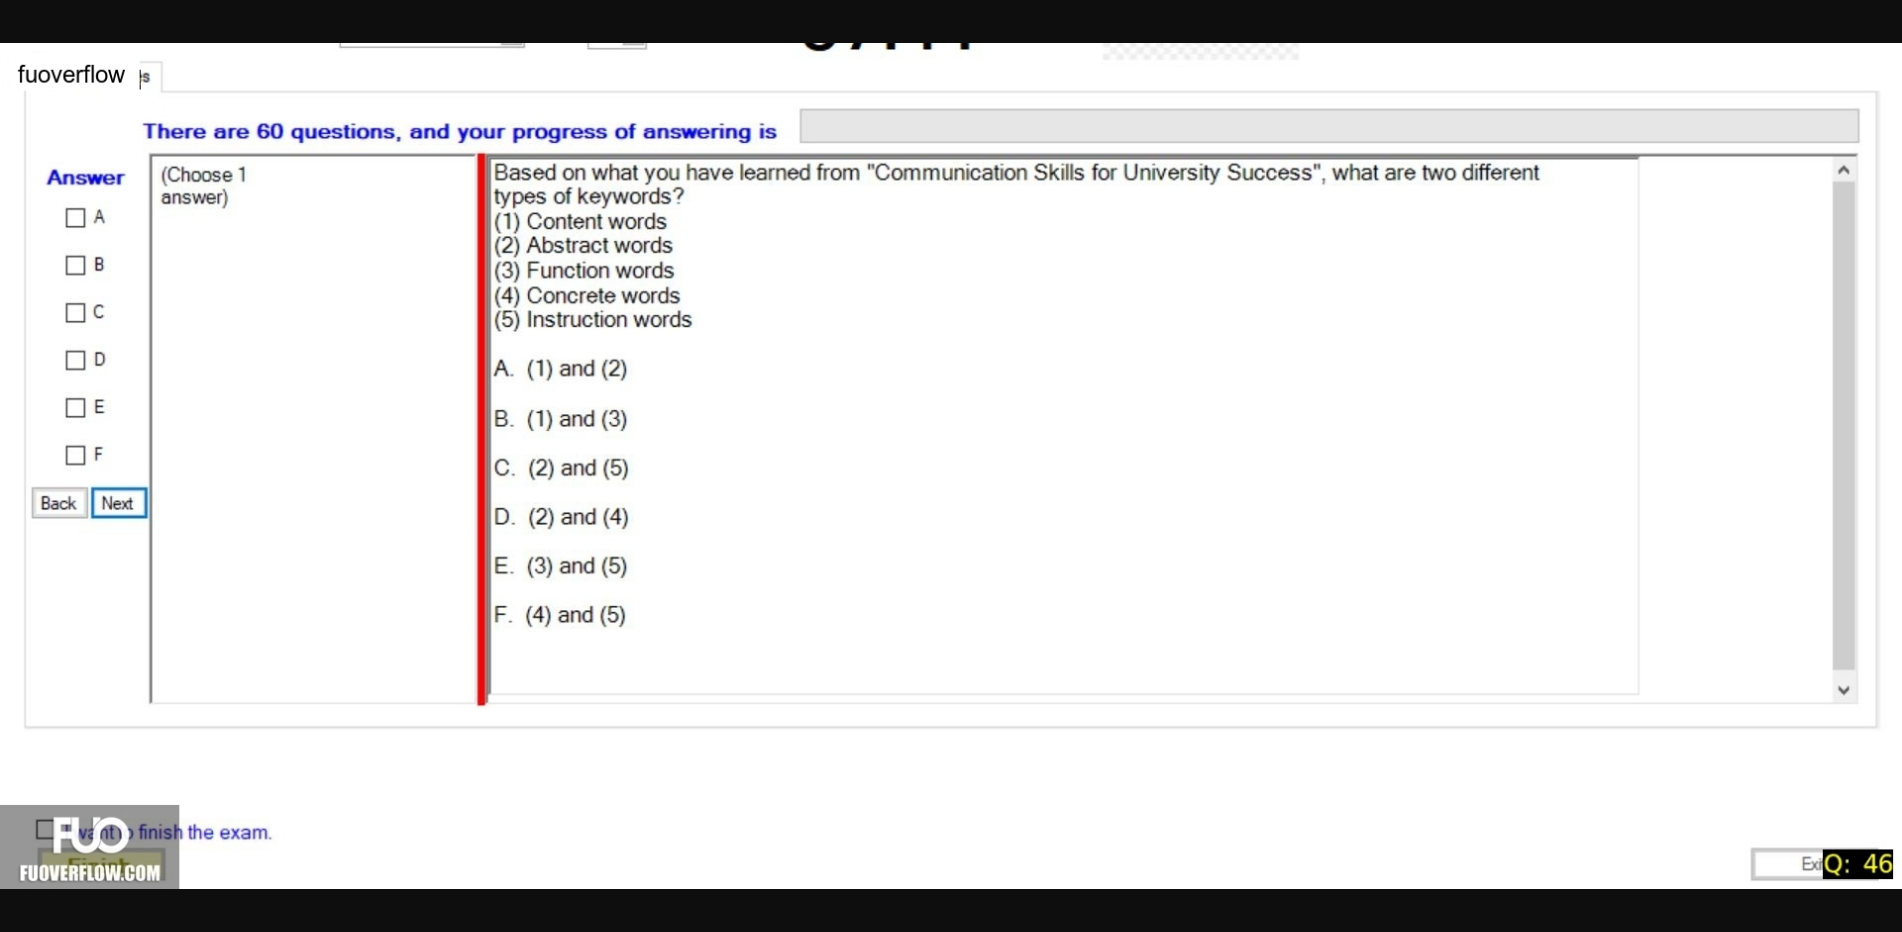 fuoverflow
There are 60 questions, and your progress of answering is
Answer
A
B
C
D
E
F
Back Next
(Choose 1
answer)
Based on what you have learned from "Communication Skills for University Success", what are two different
types of keywords?
(1) Content words
(2) Abstract words
(3) Function words
(4) Concrete words
(5) Instruction words
A. (1) and (2)
B. (1) and (3)
C. (2) and (5)
D. (2) and (4)
E. (3) and (5)
F. (4) and (5)
want to finish the exam.
FUO
FUOVERFLOW.COM
Q: 46